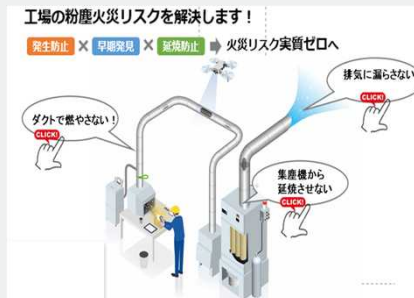 工場の粉塵火災リスクを解決します！
発生防止 × 早期発見 × 延焼防止 ➡ 火災リスク実質ゼロへ
排気に漏らさない
CLICK!
ダクトで燃やさない！
CLICK!
集塵機から
延焼させない
CLICK!